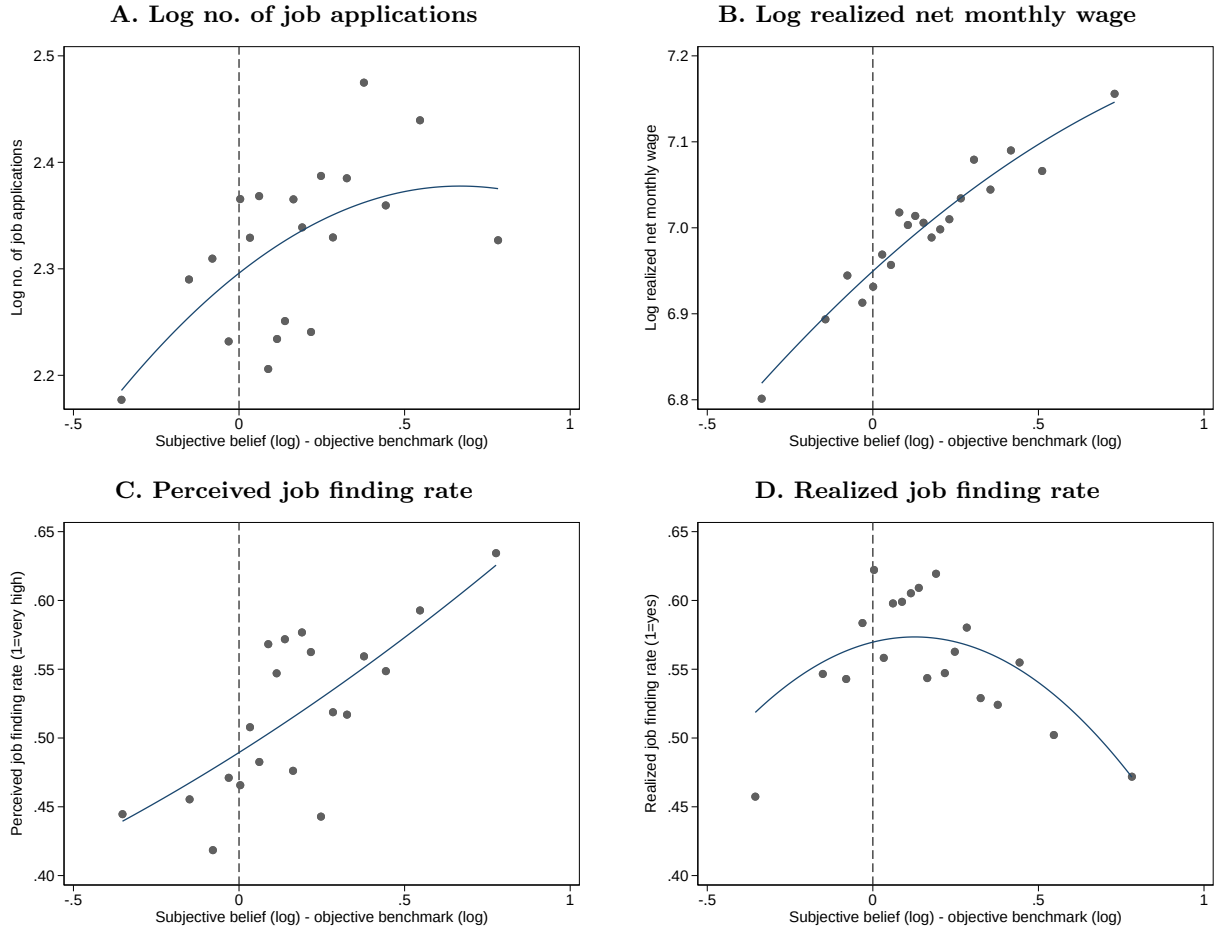 A. Log no. of job applications
2.5
2.4
2.3
2.2
Log no. of job applications
-.5 0 .5 1
Subjective belief (log) - objective benchmark (log)
B. Log realized net monthly wage
7.2
7.1
7.0
6.9
6.8
Log realized net monthly wage
-.5 0 .5 1
Subjective belief (log) - objective benchmark (log)
C. Perceived job finding rate
.65
.60
.55
.50
.45
.40
Perceived job finding rate (1=very high)
-.5 0 .5 1
Subjective belief (log) - objective benchmark (log)
D. Realized job finding rate
.65
.60
.55
.50
.45
.40
Realized job finding rate (1=yes)
-.5 0 .5 1
Subjective belief (log) - objective benchmark (log)